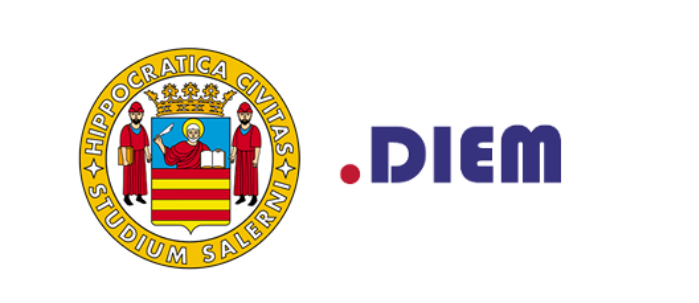 HIPPOCRATICA CIVITAS
STUDIUM SALERNI
.DIEM